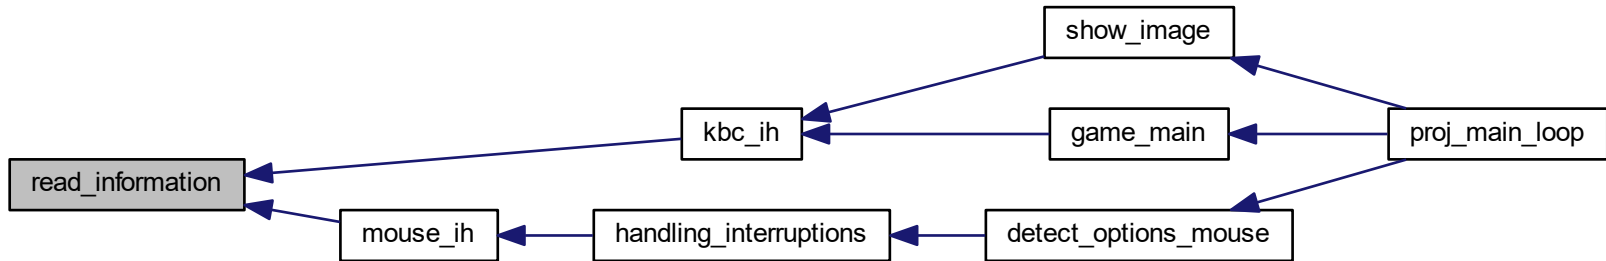 show_image
kbc_ih
game_main
proj_main_loop
read_information
mouse_ih
handling_interruptions
detect_options_mouse